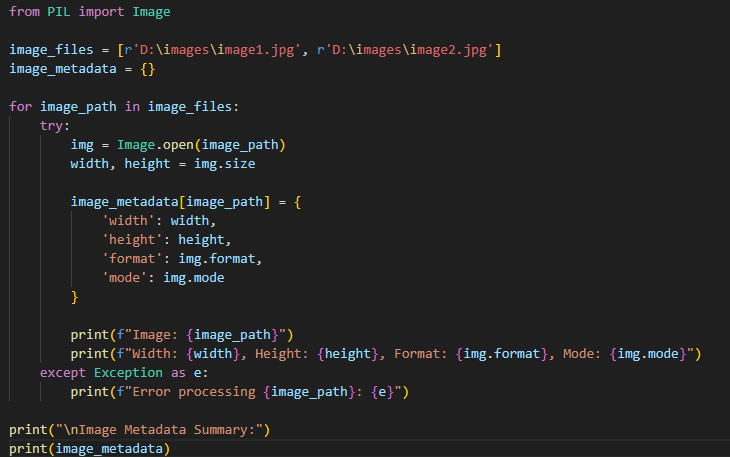 from PIL import Image
image_files = [r'D:\images\image1.jpg', r'D:\images\image2.jpg']
image_metadata = {}
for image_path in image_files:
    try:
        img = Image.open(image_path)
        width, height = img.size
        image_metadata[image_path] = {
            'width': width,
            'height': height,
            'format': img.format,
            'mode': img.mode
        }
        print(f"Image: {image_path}")
        print(f"Width: {width}, Height: {height}, Format: {img.format}, Mode: {img.mode}")
    except Exception as e:
        print(f"Error processing {image_path}: {e}")
print("\nImage Metadata Summary:")
print(image_metadata)